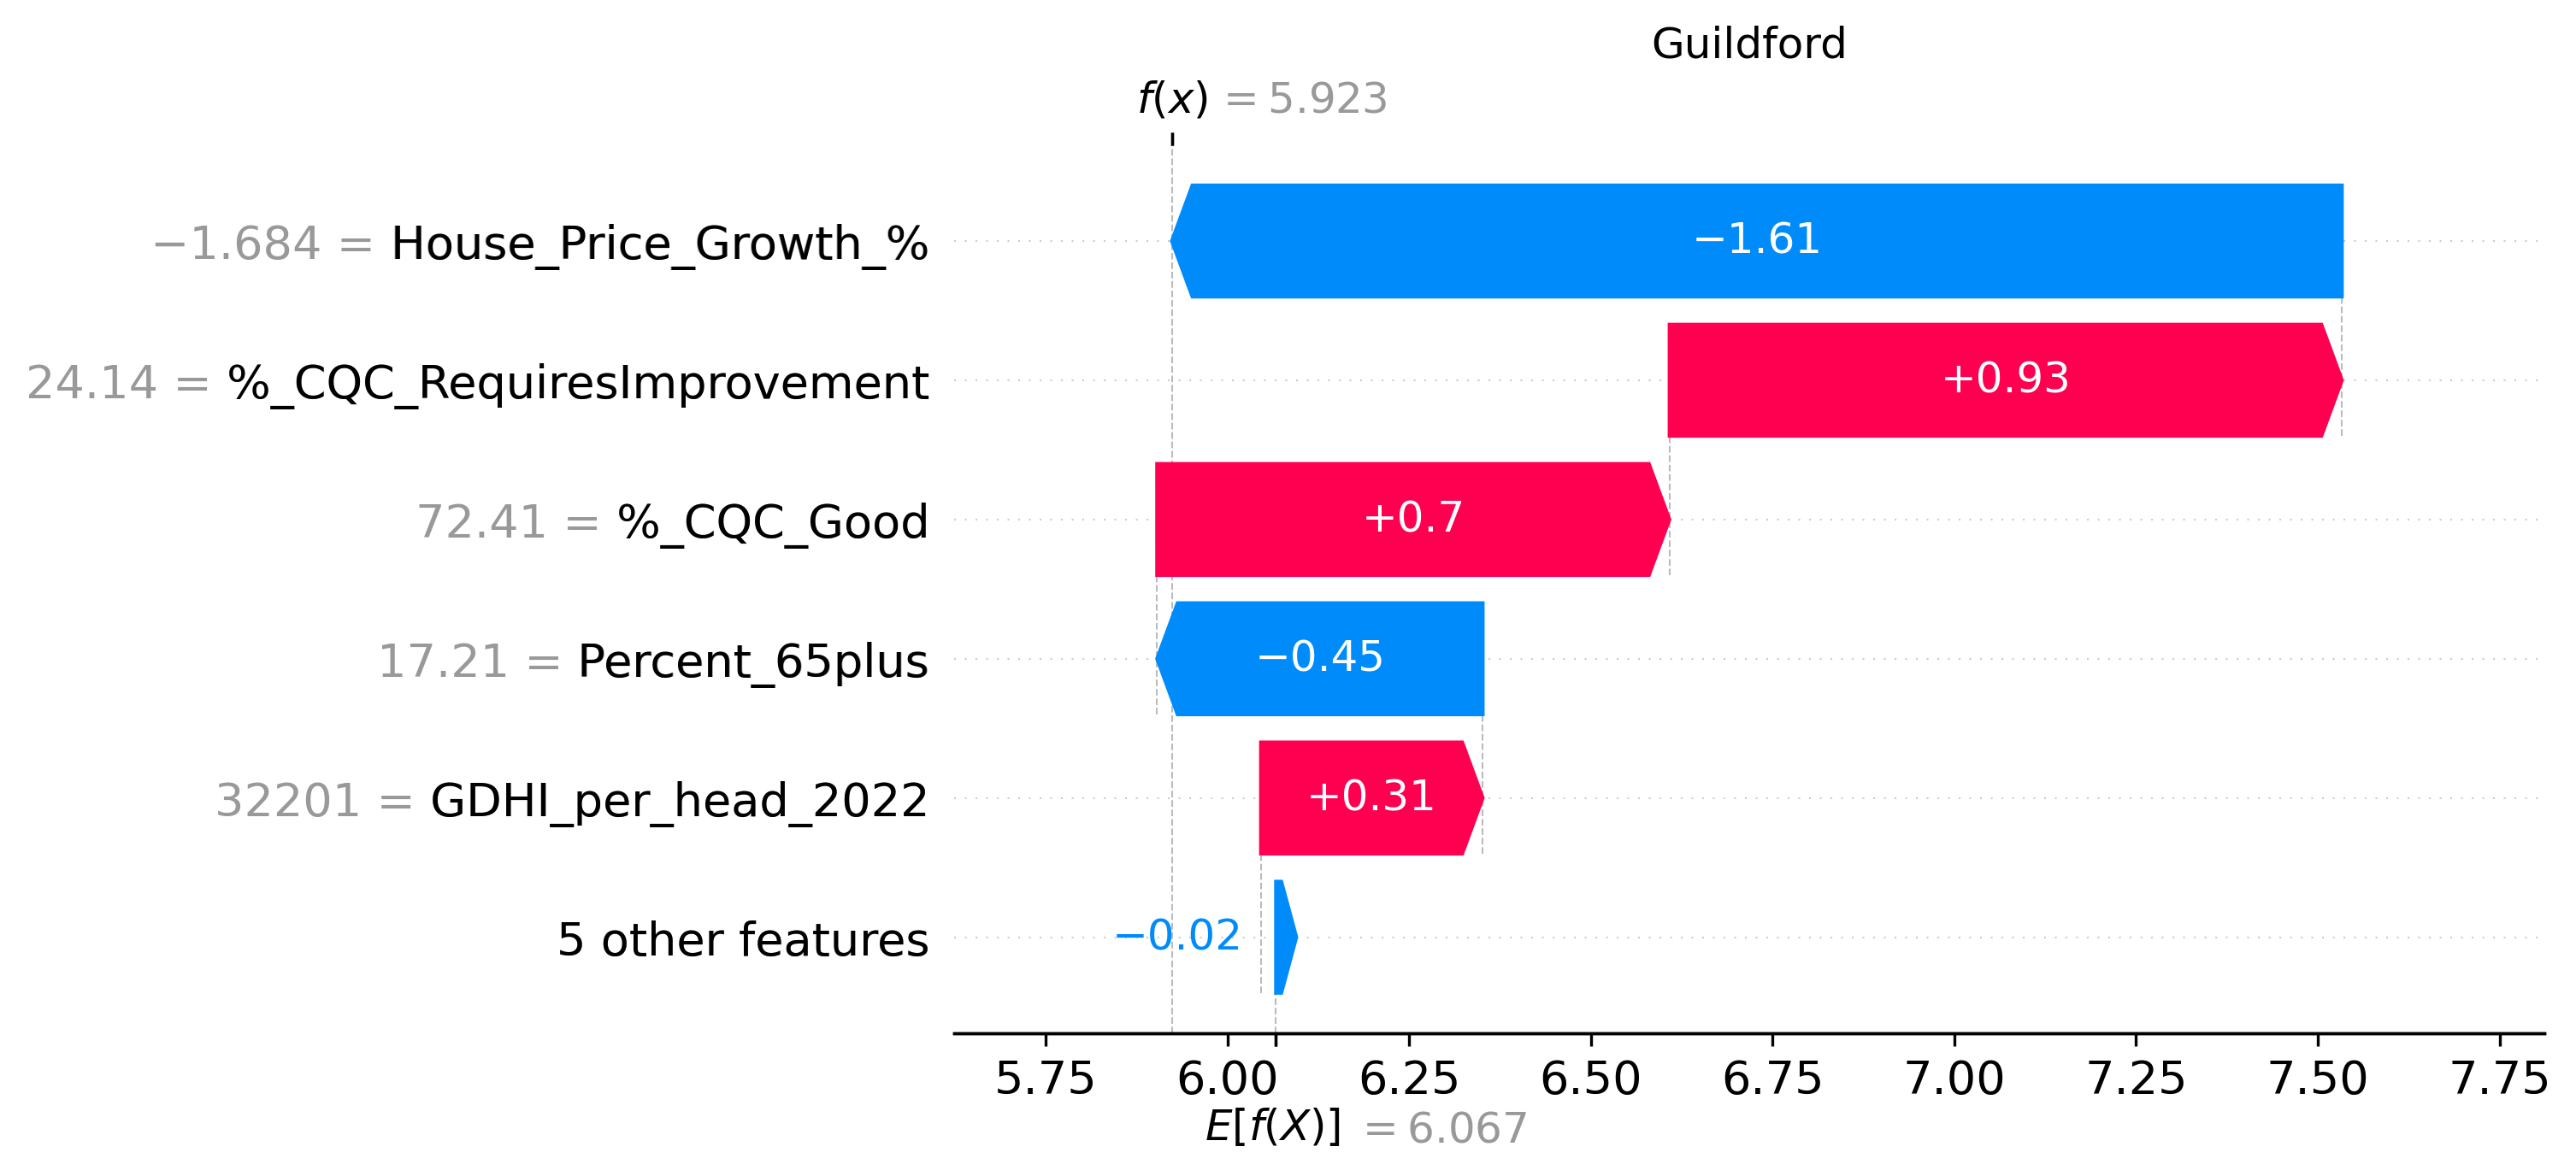 Guildford
f(x) = 5.923
−1.684 = House_Price_Growth_%
−1.61
24.14 = %_CQC_RequiresImprovement
+0.93
72.41 = %_CQC_Good
+0.7
17.21 = Percent_65plus
−0.45
32201 = GDHI_per_head_2022
+0.31
5 other features
−0.02
5.75 6.00 6.25 6.50 6.75 7.00 7.25 7.50 7.75
E[f(X)] = 6.067